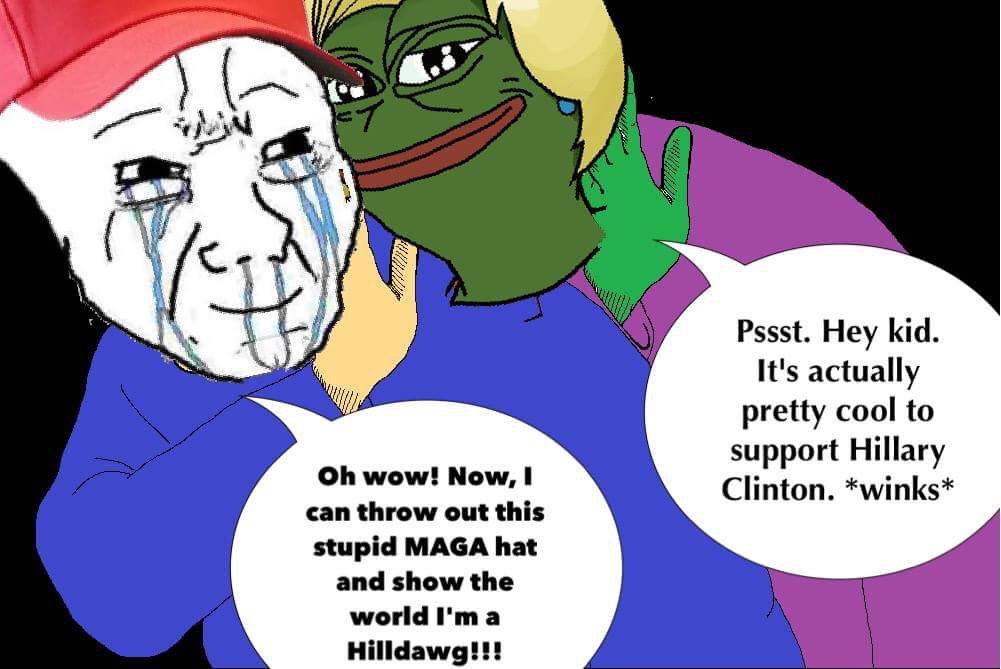 Pssst. Hey kid.
It's actually
pretty cool to
support Hillary
Clinton. *winks*
Oh wow! Now, I
can throw out this
stupid MAGA hat
and show the
world I'm a
Hilldawg!!!